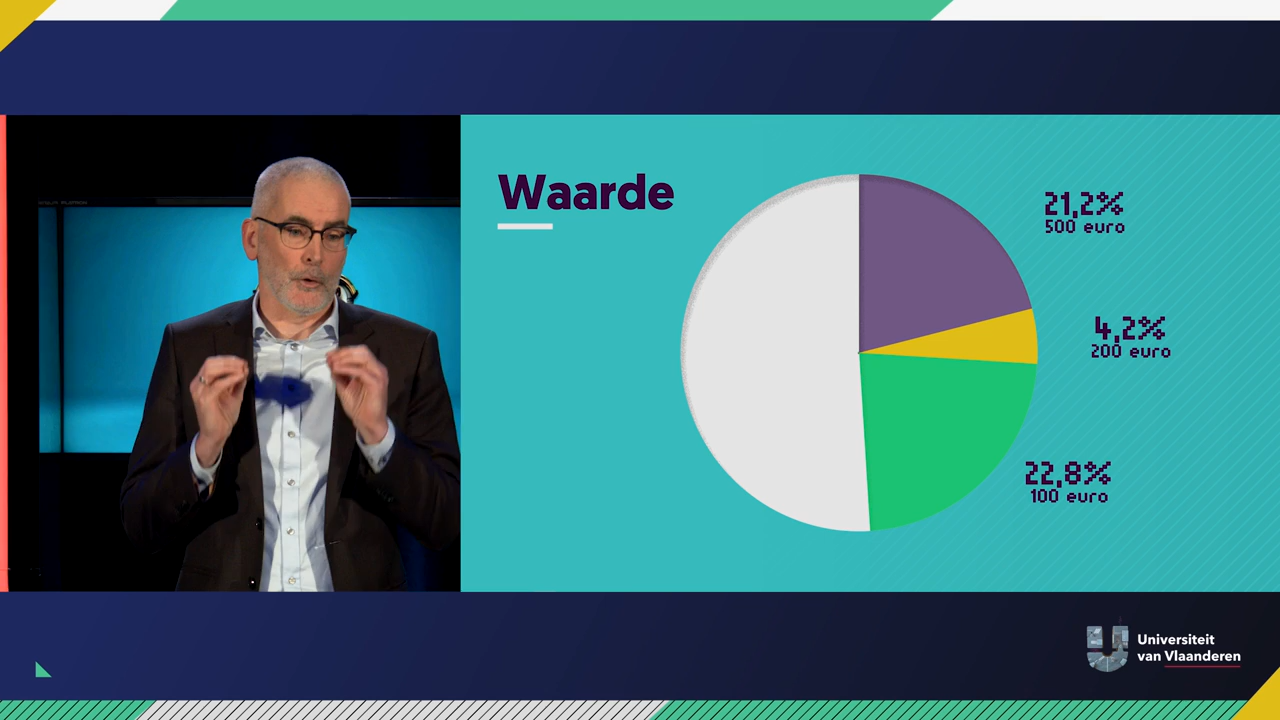 Waarde
21,2%
500 euro
4,2%
200 euro
22,8%
100 euro
Universiteit
van Vlaanderen